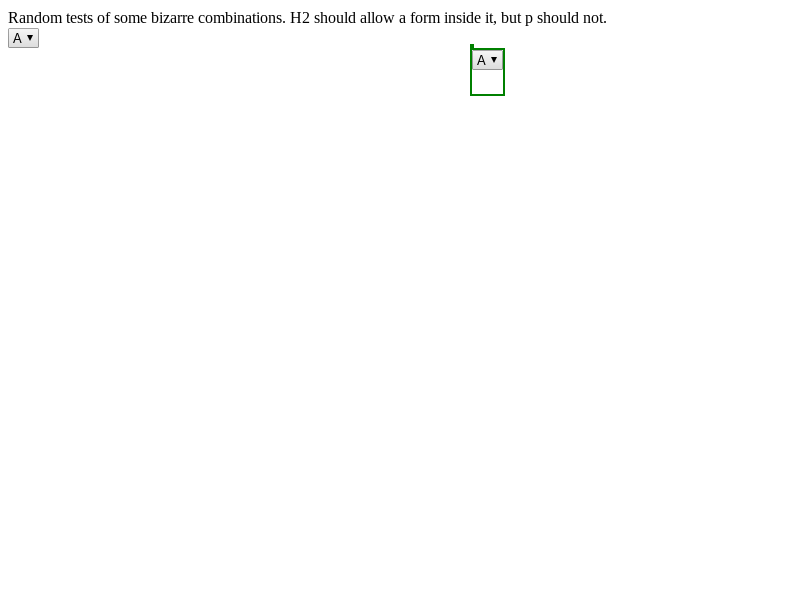 Random tests of some bizarre combinations. H2 should allow a form inside it, but p should not.
A
A